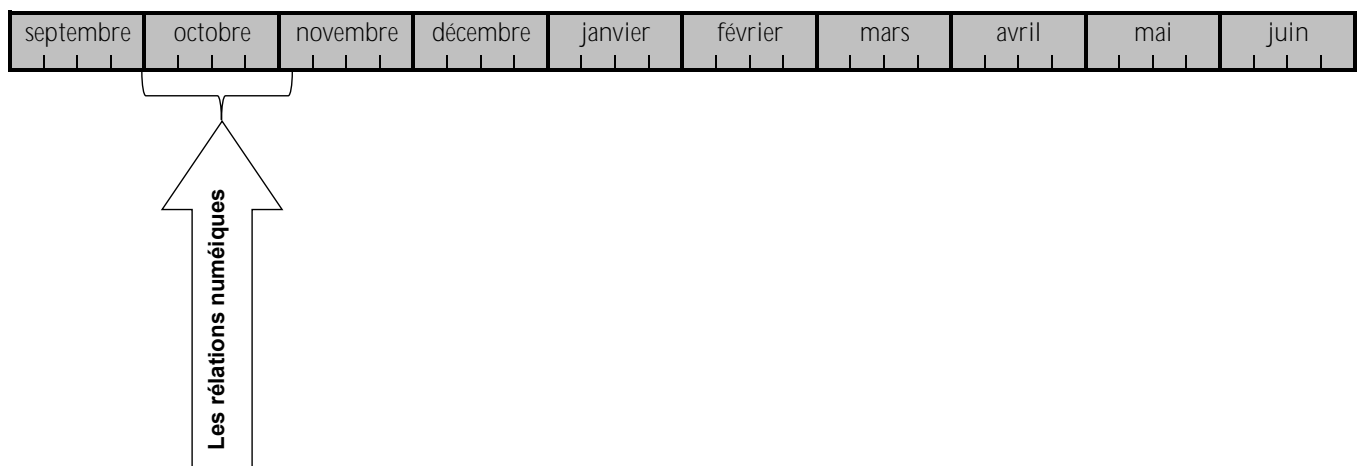 septembre octobre novembre décembre janvier février mars avril mai juin
Les rélations numéiques